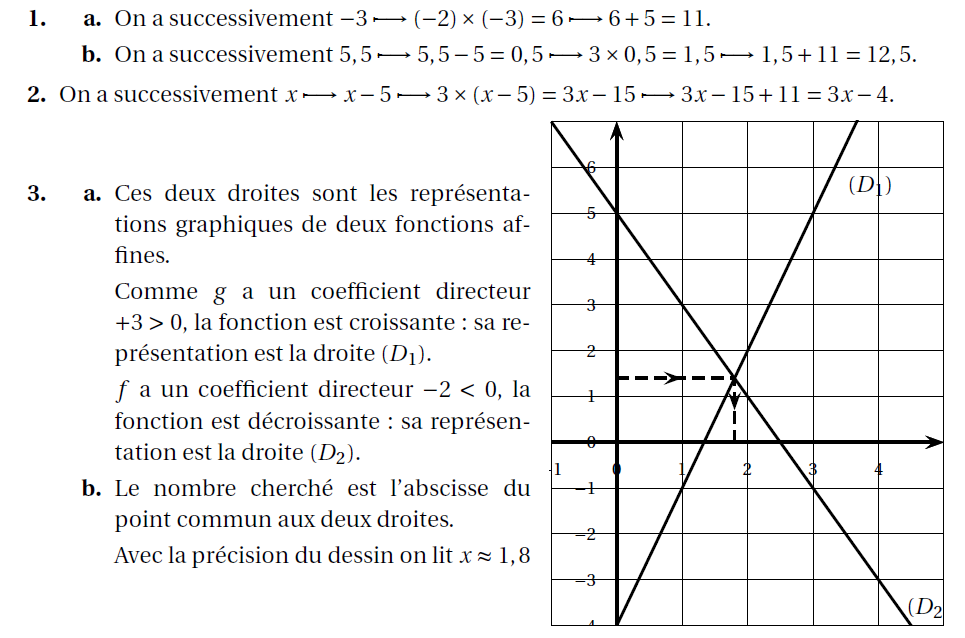 1. a. On a successivement −3 ⟼ (−2) × (−3) = 6 ⟼ 6 + 5 = 11.
b. On a successivement 5,5 ⟼ 5,5 − 5 = 0,5 ⟼ 3 × 0,5 = 1,5 ⟼ 1,5 + 11 = 12,5.
2. On a successivement x ⟼ x − 5 ⟼ 3 × (x − 5) = 3x − 15 ⟼ 3x − 15 + 11 = 3x − 4.
3. a. Ces deux droites sont les représenta-
tions graphiques de deux fonctions af-
fines.
Comme g a un coefficient directeur
+3 > 0, la fonction est croissante : sa re-
présentation est la droite (D₁).
f a un coefficient directeur −2 < 0, la
fonction est décroissante : sa représen-
tation est la droite (D₂).
b. Le nombre cherché est l'abscisse du
point commun aux deux droites.
Avec la précision du dessin on lit x ≈ 1,8
6
(D₁)
5
4
3
2
1
0
-1 0 1 2 3 4
−1
−2
−3
(D₂